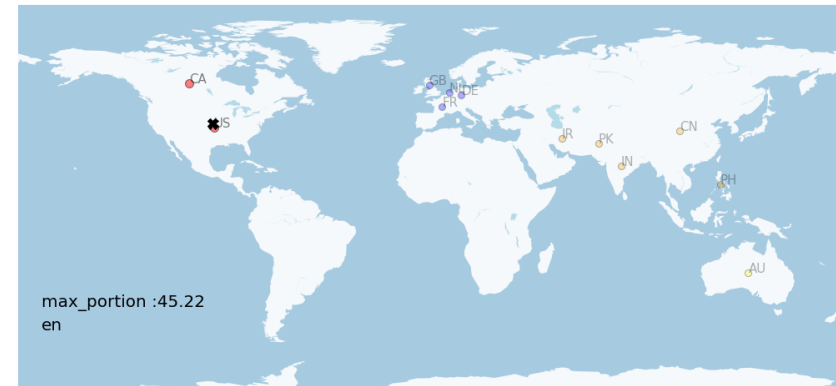 CA
GB
NL
DE
FR
US
IR
PK
IN
CN
PH
AU
max_portion :45.22
en